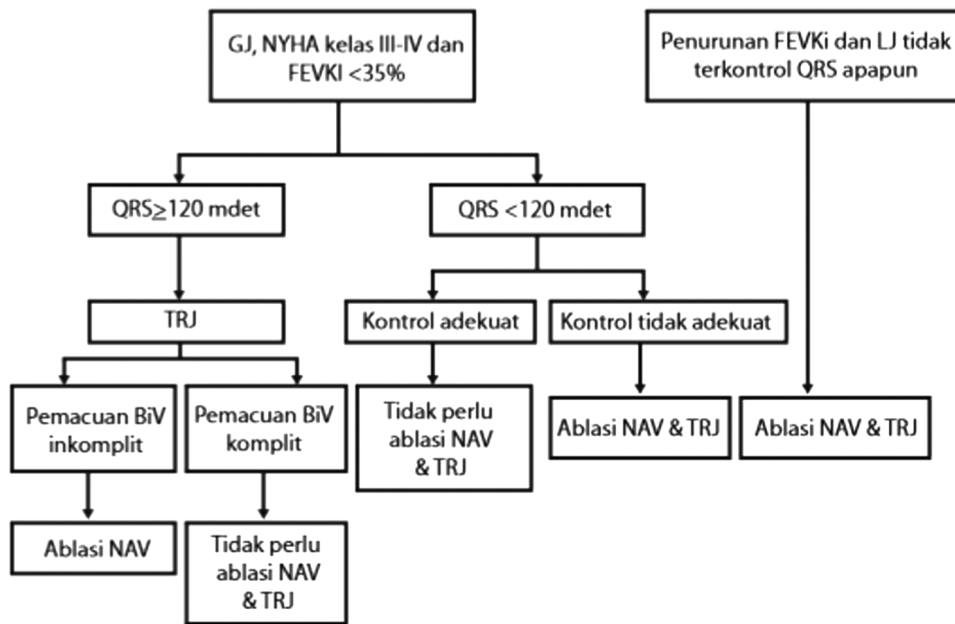 GJ, NYHA kelas III-IV dan
FEVKI <35%
Penurunan FEVKi dan LJ tidak
terkontrol QRS apapun
QRS≥120 mdet
QRS <120 mdet
TRJ
Kontrol adekuat
Kontrol tidak adekuat
Pemacuan BiV
inkomplit
Pemacuan BiV
komplit
Tidak perlu
ablasi NAV
& TRJ
Ablasi NAV & TRJ
Ablasi NAV & TRJ
Ablasi NAV
Tidak perlu
ablasi NAV
& TRJ